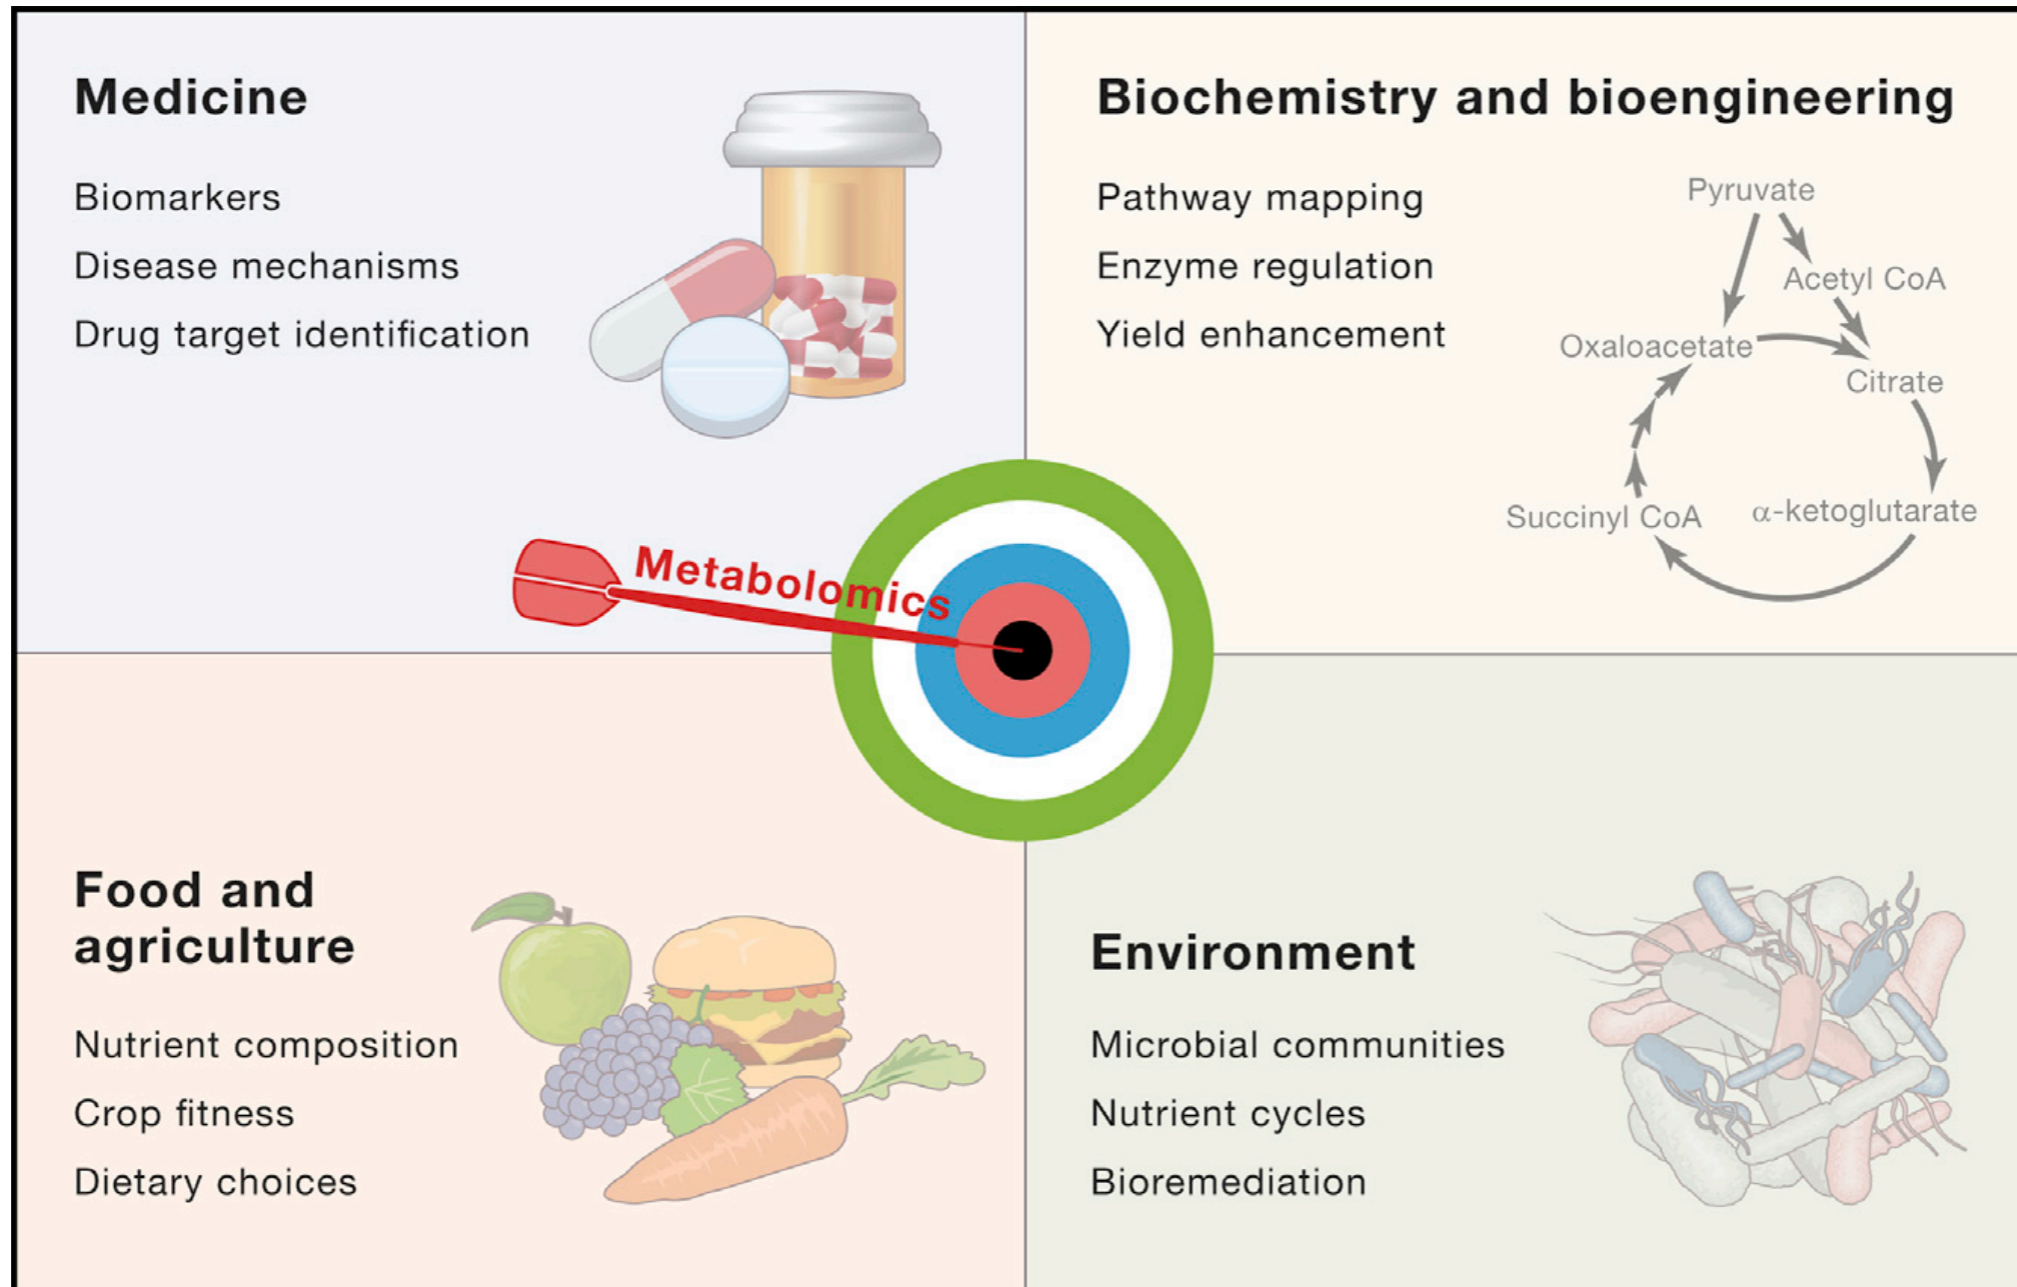 Medicine
Biomarkers
Disease mechanisms
Drug target identification
Biochemistry and bioengineering
Pathway mapping
Enzyme regulation
Yield enhancement
Pyruvate
Acetyl CoA
Oxaloacetate
Citrate
Succinyl CoA
α-ketoglutarate
Metabolomics
Food and
agriculture
Nutrient composition
Crop fitness
Dietary choices
Environment
Microbial communities
Nutrient cycles
Bioremediation